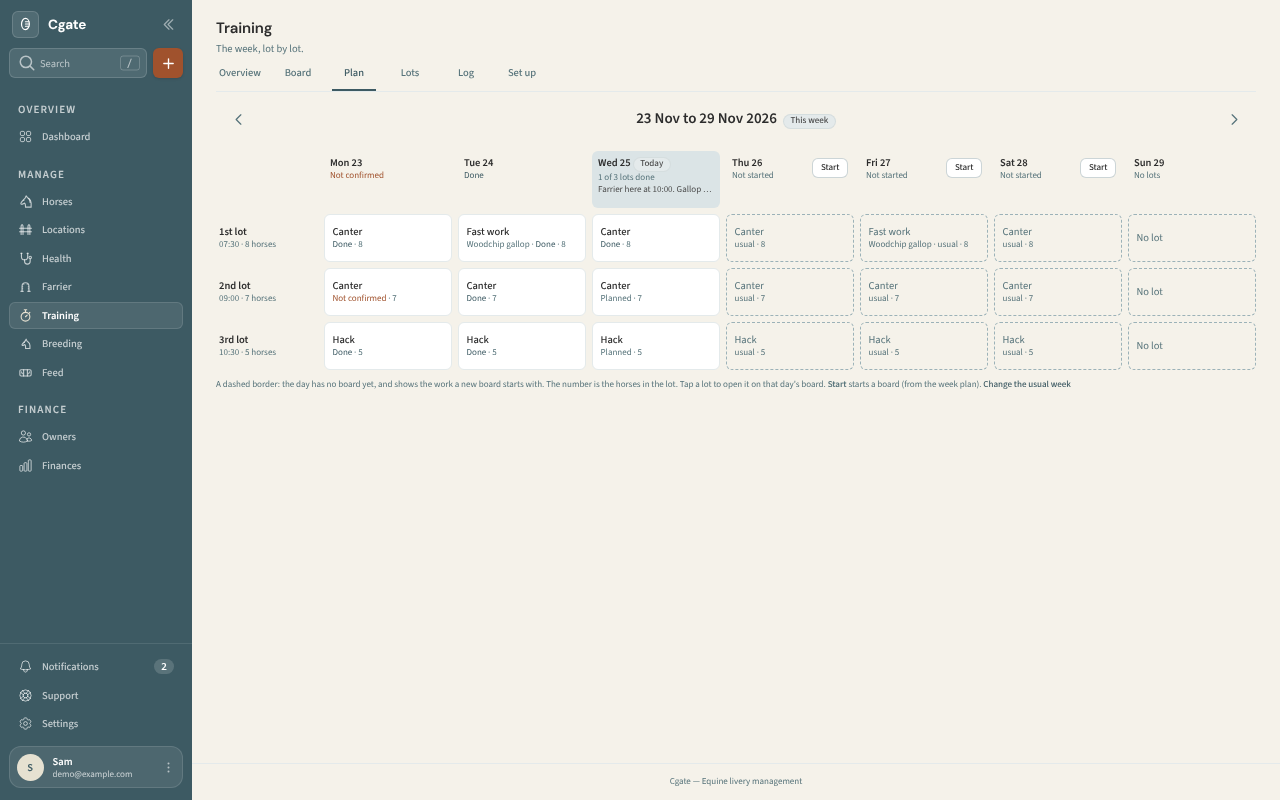 Cgate
Search /
OVERVIEW
Dashboard
MANAGE
Horses
Locations
Health
Farrier
Training
Breeding
Feed
FINANCE
Owners
Finances
Notifications 2
Support
Settings
S
Sam
demo@example.com
Training
The week, lot by lot.
Overview Board Plan Lots Log Set up
23 Nov to 29 Nov 2026 This week
Mon 23
Not confirmed
Tue 24
Done
Wed 25 Today
1 of 3 lots done
Farrier here at 10:00. Gallop …
Thu 26
Not started
Start
Fri 27
Not started
Start
Sat 28
Not started
Start
Sun 29
No lots
1st lot
07:30 · 8 horses
Canter
Done · 8
Fast work
Woodchip gallop · Done · 8
Canter
Done · 8
Canter
usual · 8
Fast work
Woodchip gallop · usual · 8
Canter
usual · 8
No lot
2nd lot
09:00 · 7 horses
Canter
Not confirmed · 7
Canter
Done · 7
Canter
Planned · 7
Canter
usual · 7
Canter
usual · 7
Canter
usual · 7
No lot
3rd lot
10:30 · 5 horses
Hack
Done · 5
Hack
Done · 5
Hack
Planned · 5
Hack
usual · 5
Hack
usual · 5
Hack
usual · 5
No lot
A dashed border: the day has no board yet, and shows the work a new board starts with. The number is the horses in the lot. Tap a lot to open it on that day's board. Start starts a board (from the week plan). Change the usual week
Cgate — Equine livery management